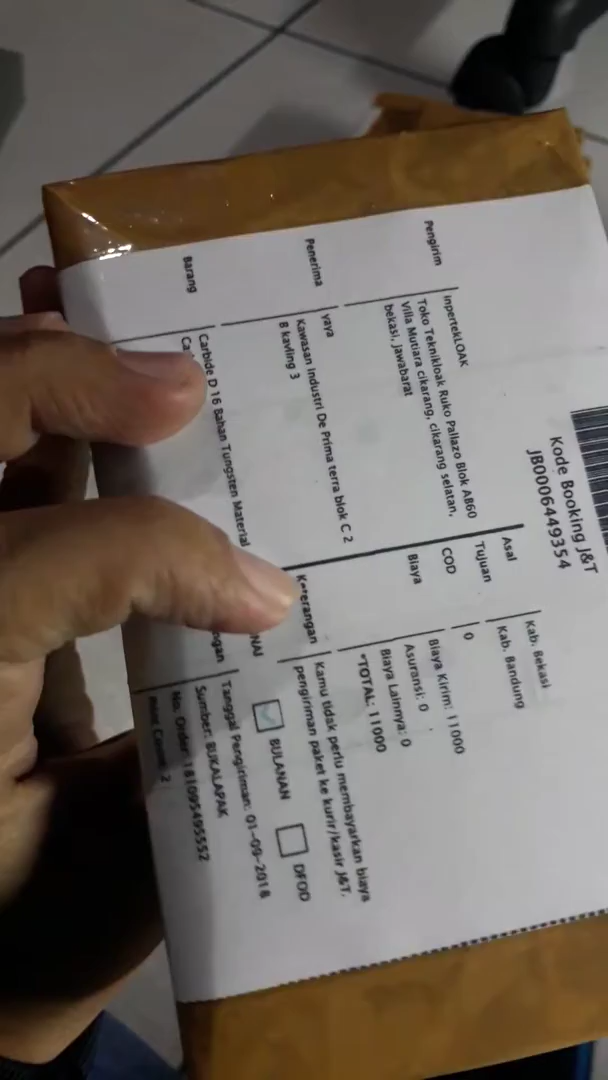 Kode Booking J&T
JB0006449354
Pengirim
InpertekLOAK
Toko Teknikloak Ruko Pallazo Blok AB60
Villa Mutiara cikarang, cikarang selatan,
bekasi, Jawabarat
Penerima
yaya
Kawasan Industri De Prima terra blok C 2
B kavling 3
Barang
Carbide D 16 Bahan Tungsten Material
Asal
Kab. Bekasi
Tujuan
Kab. Bandung
COD
0
Biaya
Biaya Kirim: 11000
Asuransi: 0
Biaya Lainnya: 0
*TOTAL: 11000
Keterangan
Kamu tidak perlu membayarkan biaya
pengiriman paket ke kurir/kasir J&T.
BULANAN
DFOD
Tanggal Pengiriman: 01-09-2018
Sumber: BUKALAPAK
No. Order: 181095495552